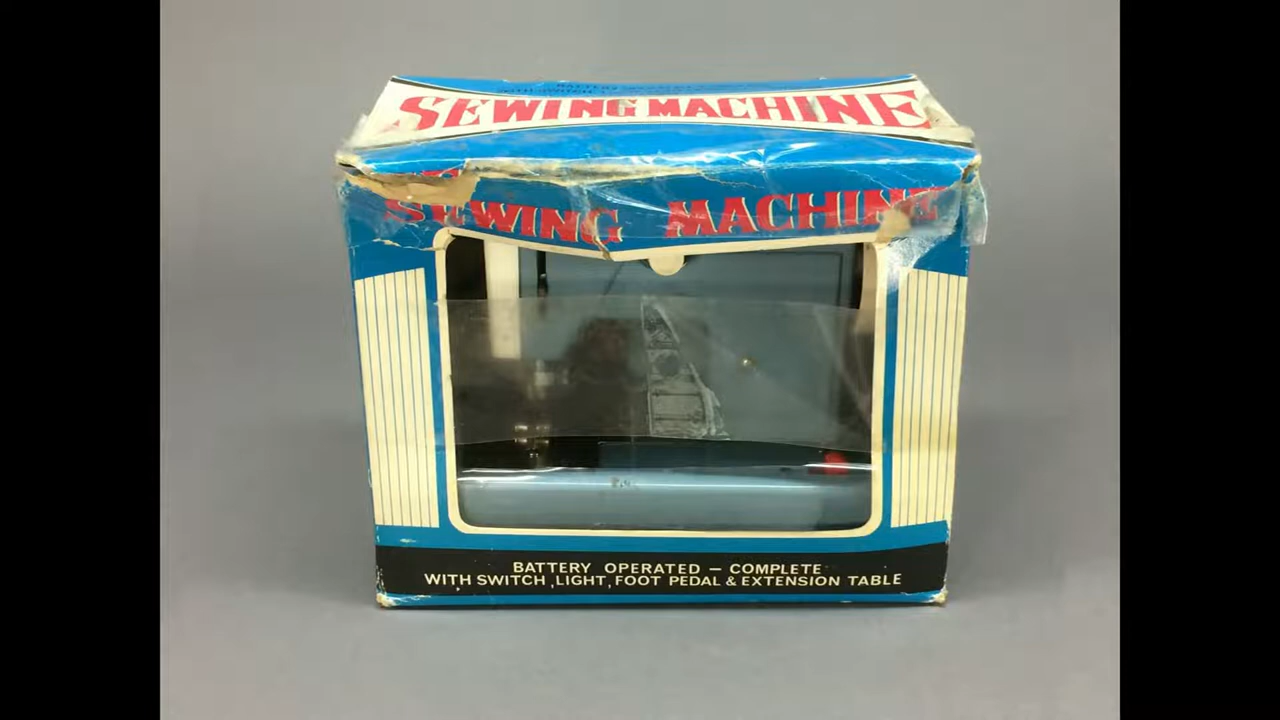 SEWING MACHINE
SEWING MACHINE
BATTERY OPERATED — COMPLETE
WITH SWITCH, LIGHT, FOOT PEDAL & EXTENSION TABLE